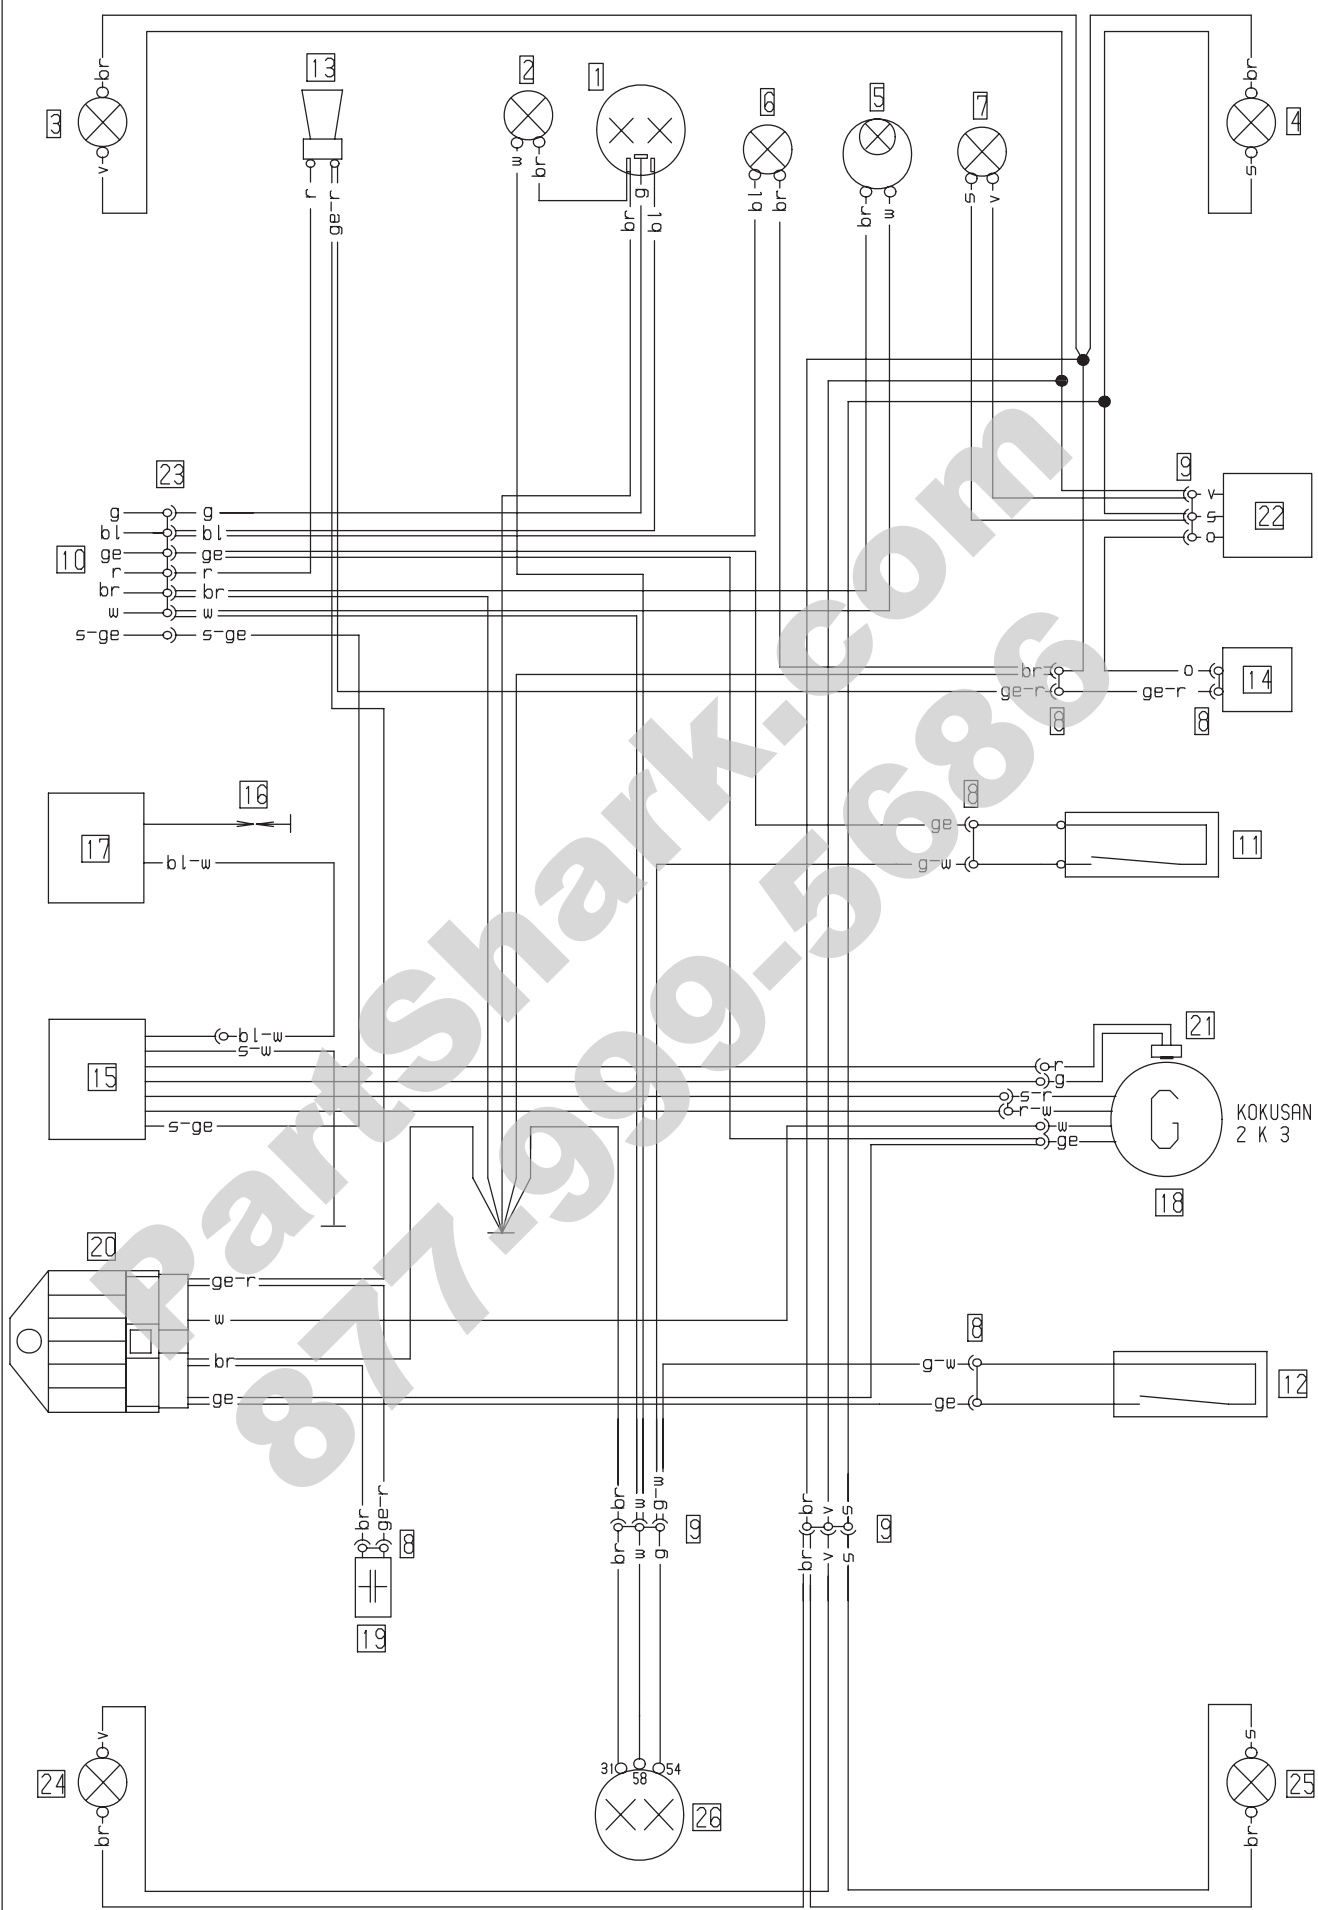 br
13
2
1
6
5
7
br
3
4
v
r
ge-r
w
br
br
g
bl
bl
br
br
w
s
v
s
23
9
g
g
v
bl
bl
s
22
10
ge
ge
o
r
r
br
br
w
w
s-ge
s-ge
br
o
14
ge-r
ge-r
8
8
16
8
17
ge
11
bl-w
g-w
21
bl-w
r
s-w
g
15
s-r
r-w
KOKUSAN
G
w
2 K 3
s-ge
ge
18
20
ge-r
w
8
br
g-w
12
ge
ge
br
ge-r
8
br
w
g-w
9
br
v
s
9
br
w
g
br
v
s
19
v
s
31
58
54
24
25
26
br
br
PartShark.com
877-999-5686